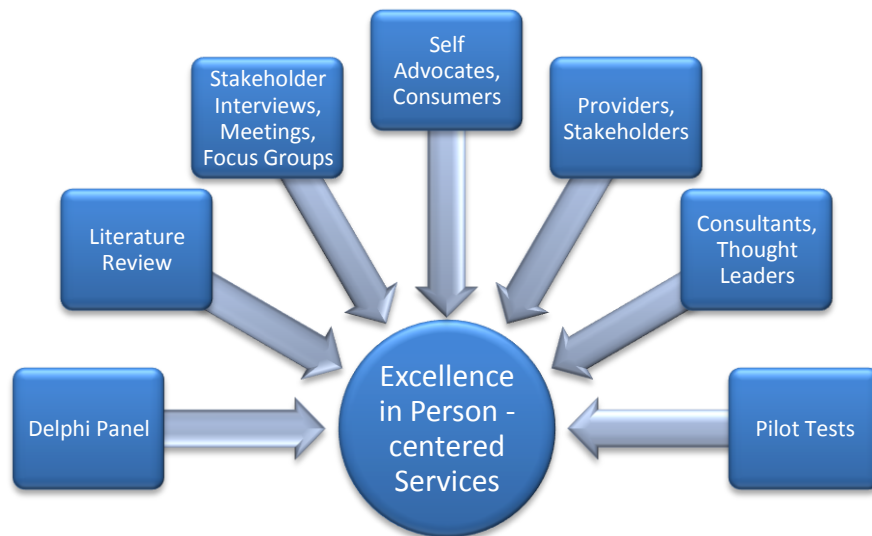 Self
Advocates,
Consumers
Stakeholder
Interviews,
Meetings,
Focus Groups
Providers,
Stakeholders
Literature
Review
Consultants,
Thought
Leaders
Delphi Panel
Excellence
in Person -
centered
Services
Pilot Tests